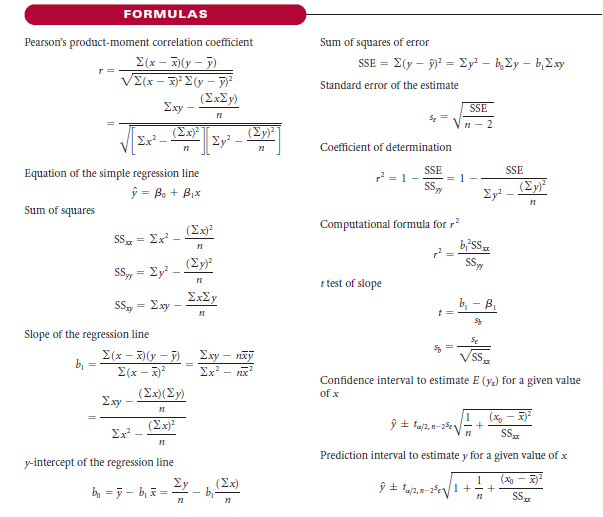 FORMULAS
Pearson's product-moment correlation coefficient
r = Σ(x − x̄)(y − ȳ) / √(Σ(x − x̄)² Σ(y − ȳ)²)
= (Σxy − (ΣxΣy)/n) / √([Σx² − (Σx)²/n][Σy² − (Σy)²/n])
Equation of the simple regression line
ŷ = β₀ + β₁x
Sum of squares
SSₓₓ = Σx² − (Σx)²/n
SS_yy = Σy² − (Σy)²/n
SS_xy = Σxy − ΣxΣy/n
Slope of the regression line
b₁ = Σ(x − x̄)(y − ȳ) / Σ(x − x̄)² = (Σxy − nx̄ȳ) / (Σx² − nx̄²)
= (Σxy − (Σx)(Σy)/n) / (Σx² − (Σx)²/n)
y-intercept of the regression line
b₀ = ȳ − b₁x̄ = Σy/n − b₁(Σx)/n
Sum of squares of error
SSE = Σ(y − ŷ)² = Σy² − b₀Σy − b₁Σxy
Standard error of the estimate
sₑ = √(SSE / (n − 2))
Coefficient of determination
r² = 1 − SSE/SS_yy = 1 − SSE / (Σy² − (Σy)²/n)
Computational formula for r²
r² = b₁²SSₓₓ / SS_yy
t test of slope
t = (b₁ − β₁) / s_b
s_b = sₑ / √SSₓₓ
Confidence interval to estimate E (yₓ) for a given value
of x
ŷ ± t_α/2, n−2 sₑ √(1/n + (x₀ − x̄)²/SSₓₓ)
Prediction interval to estimate y for a given value of x
ŷ ± t_α/2, n−2 sₑ √(1 + 1/n + (x₀ − x̄)²/SSₓₓ)